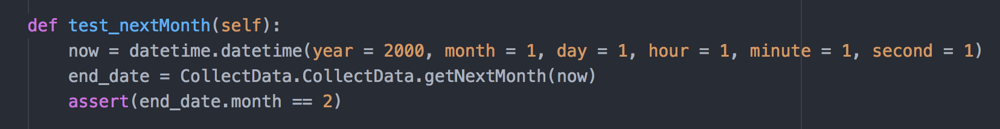 def test_nextMonth(self):
    now = datetime.datetime(year = 2000, month = 1, day = 1, hour = 1, minute = 1, second = 1)
    end_date = CollectData.CollectData.getNextMonth(now)
    assert(end_date.month == 2)